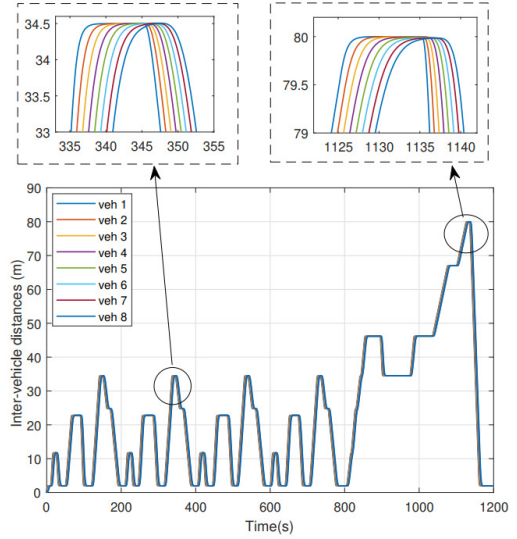 34.5
34
33.5
33
335 340 345 350 355
80
79.5
79
1125 1130 1135 1140
90
80
70
60
50
40
30
20
10
0
Inter-vehicle distances (m)
veh 1
veh 2
veh 3
veh 4
veh 5
veh 6
veh 7
veh 8
0 200 400 600 800 1000 1200
Time(s)